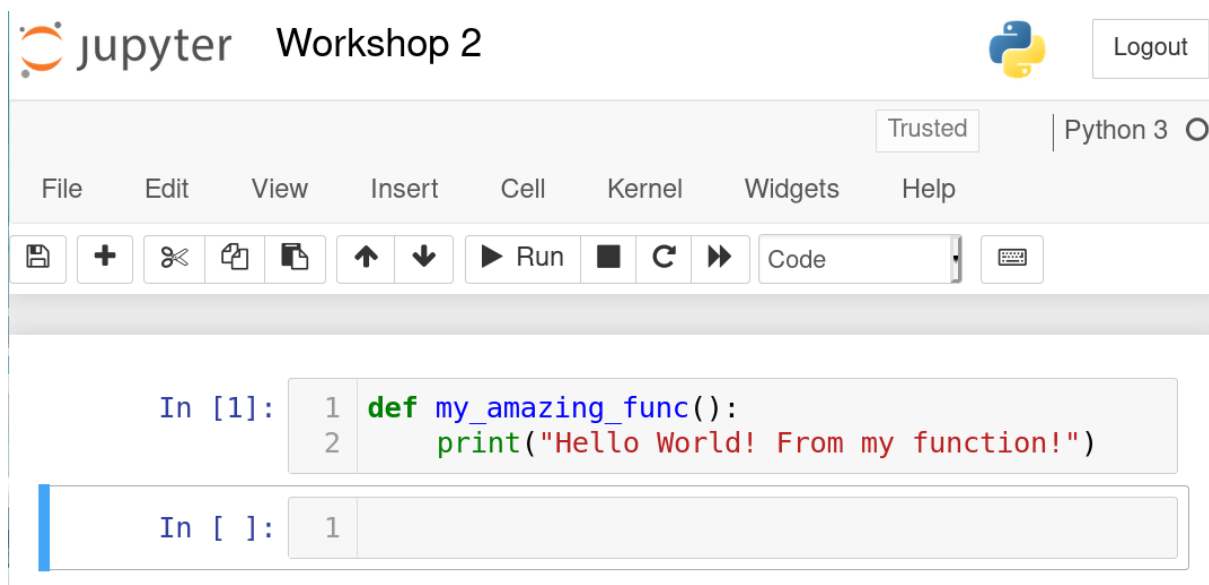 jupyter Workshop 2 Logout
Trusted Python 3
File Edit View Insert Cell Kernel Widgets Help
Run Code
In [1]: 1 def my_amazing_func():
2     print("Hello World! From my function!")
In [ ]: 1